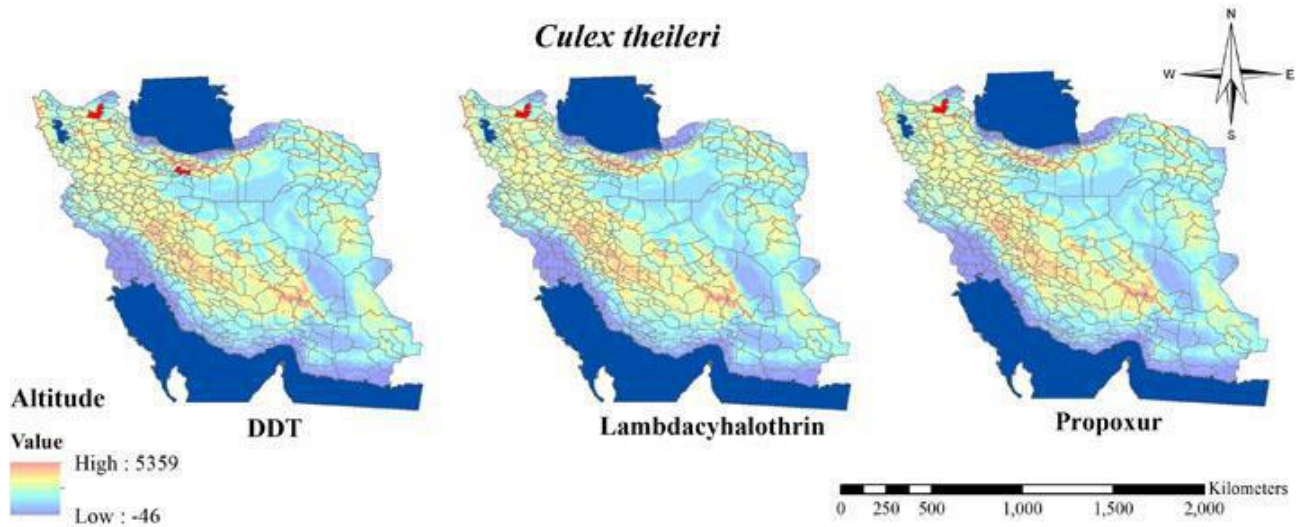 Culex theileri
N
W E
S
DDT
Lambdacyhalothrin
Propoxur
Altitude
Value
High : 5359
Low : -46
Kilometers
0 250 500 1,000 1,500 2,000